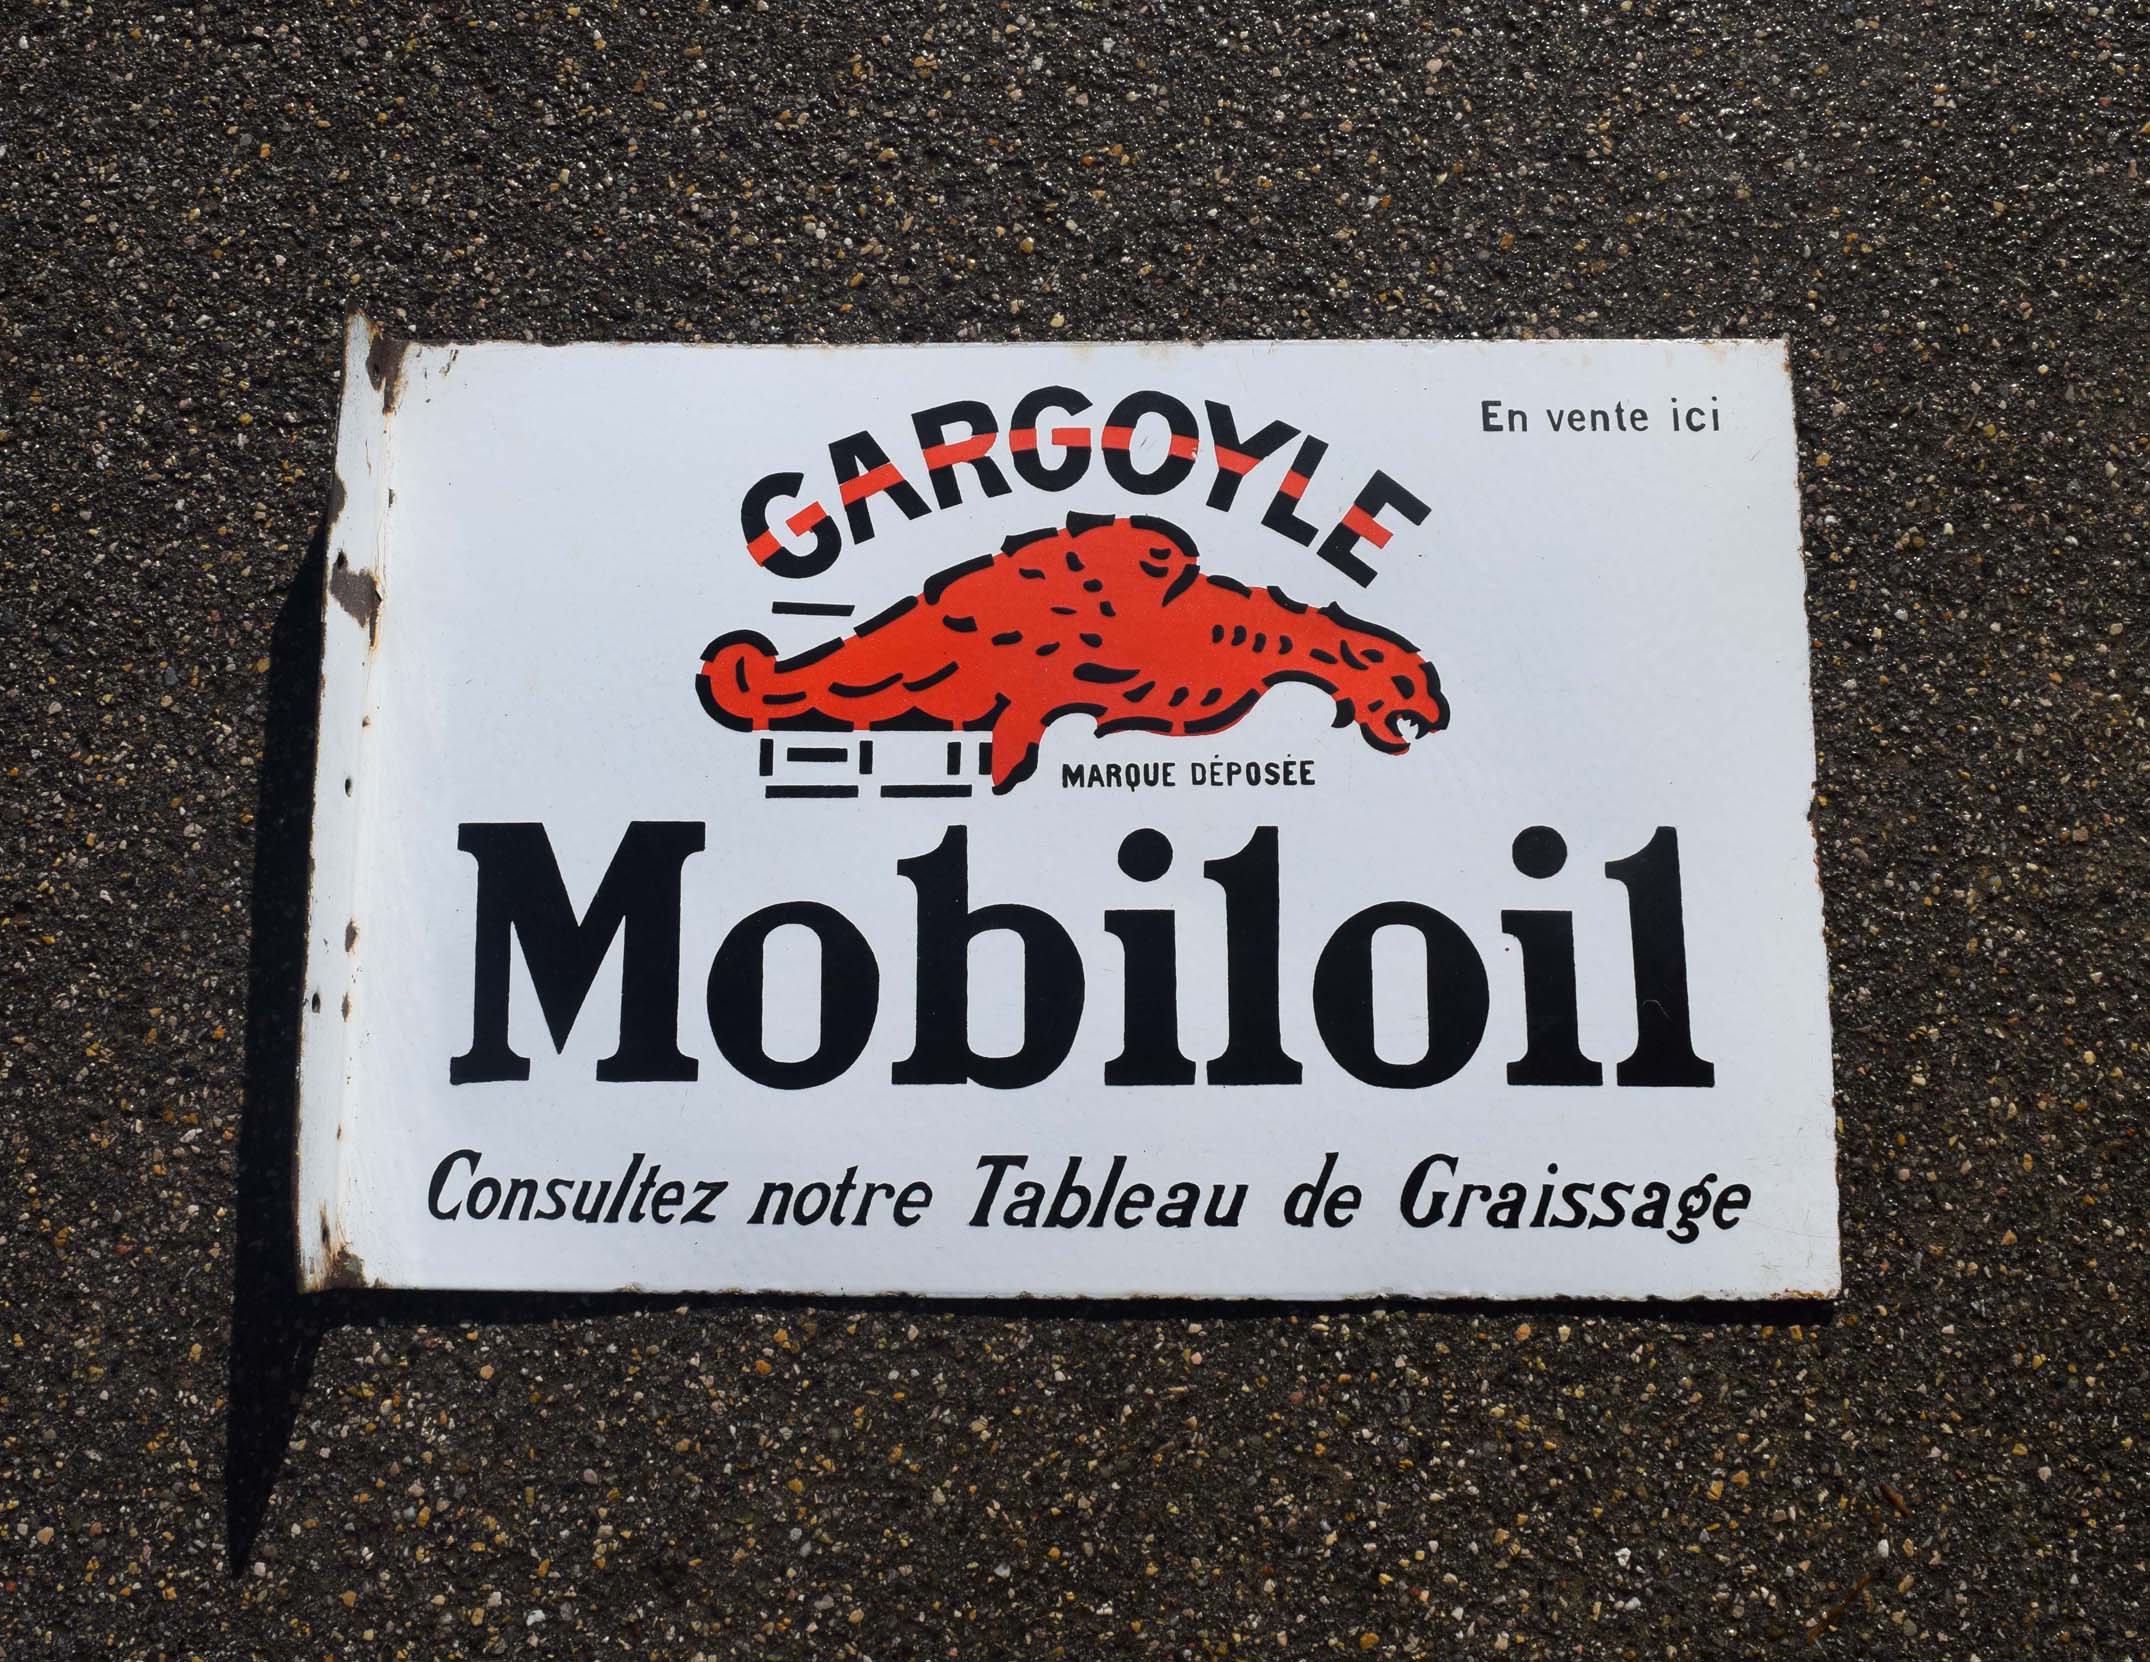 En vente ici
GARGOYLE
MARQUE DÉPOSÉE
Mobiloil
Consultez notre Tableau de Graissage